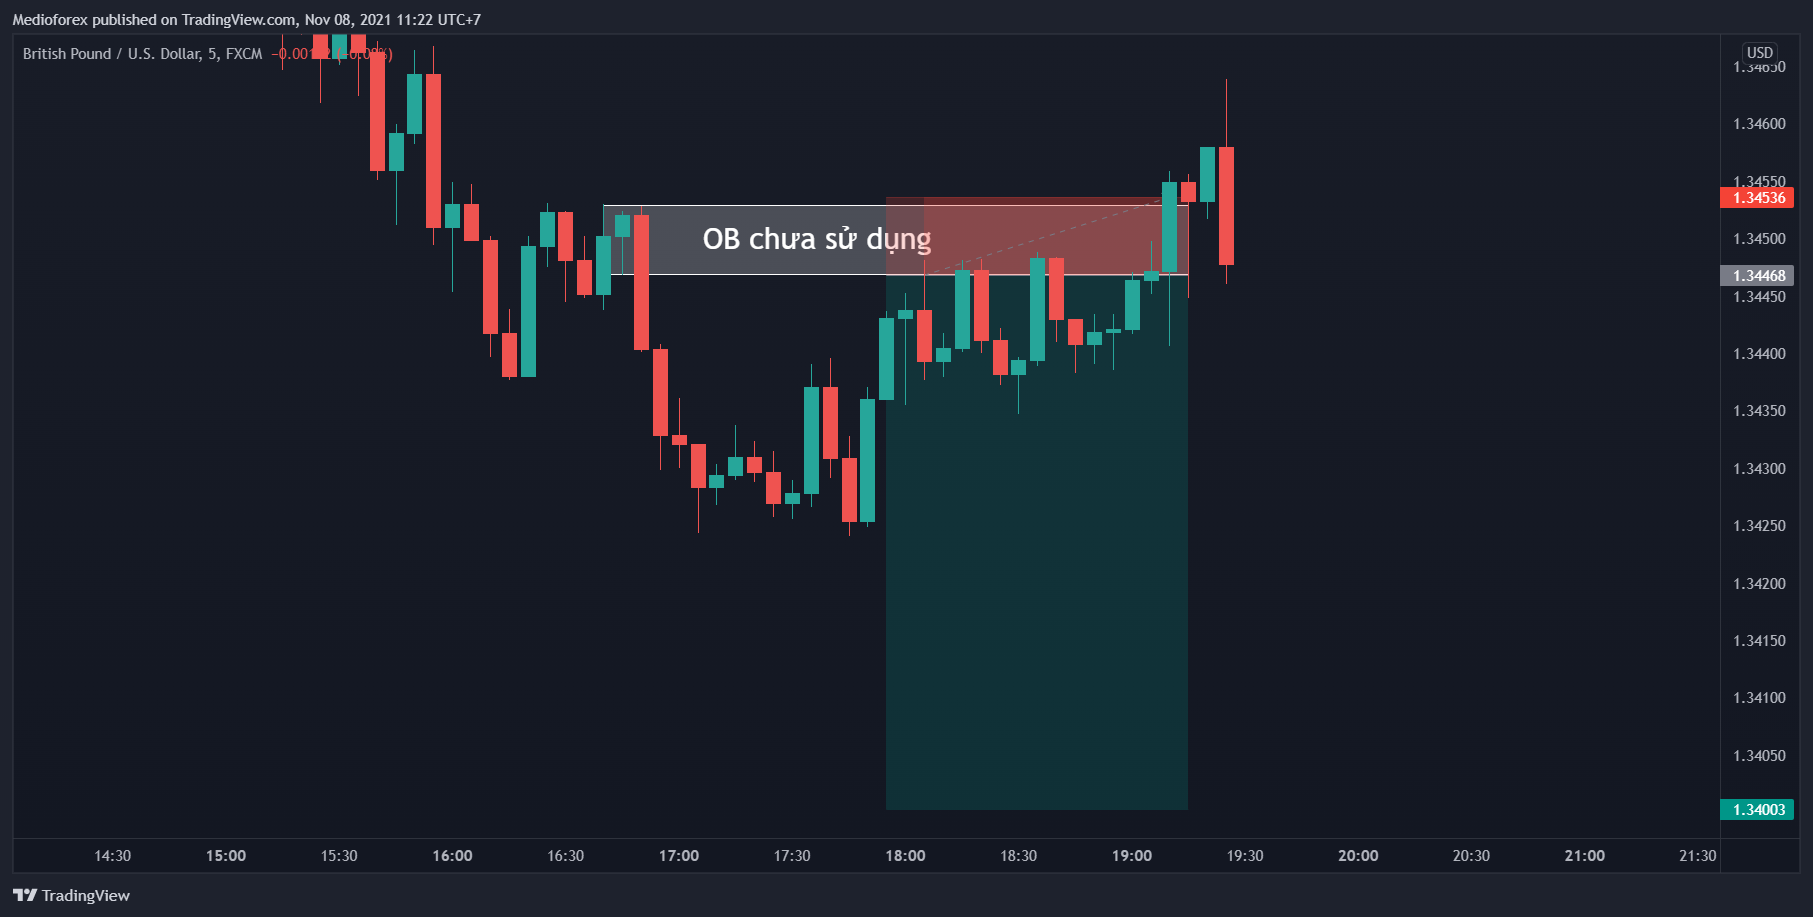 Medioforex published on TradingView.com, Nov 08, 2021 11:22 UTC+7
British Pound / U.S. Dollar, 5, FXCM
USD
1.34650
1.34600
1.34550
1.34536
1.34500
1.34468
1.34450
1.34400
1.34350
1.34300
1.34250
1.34200
1.34150
1.34100
1.34050
1.34003
OB chưa sử dụng
14:30 15:00 15:30 16:00 16:30 17:00 17:30 18:00 18:30 19:00 19:30 20:00 20:30 21:00 21:30
TradingView